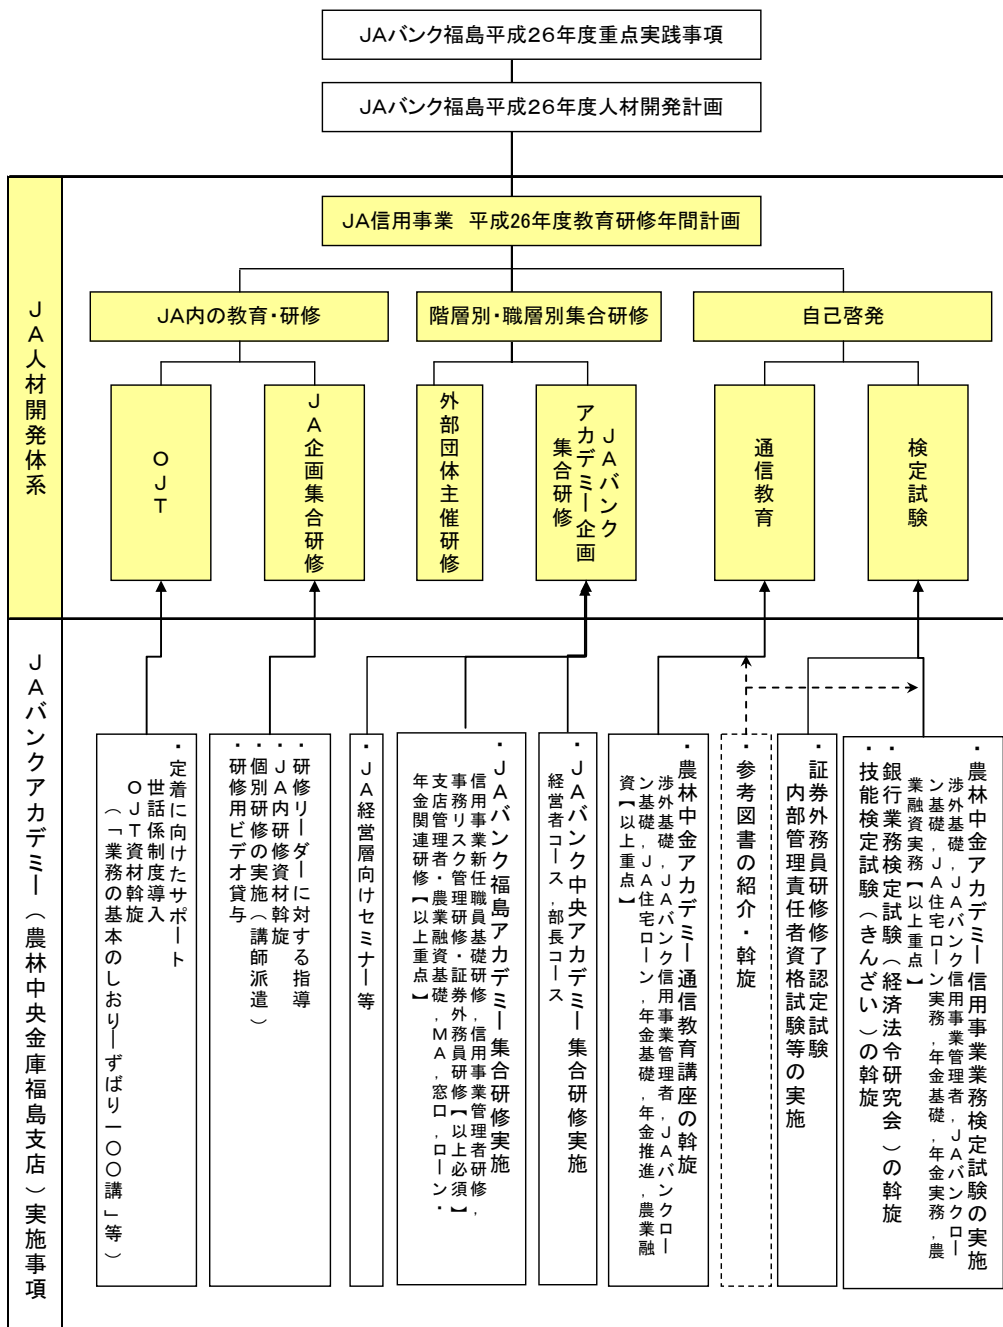 JAバンク福島平成26年度重点実践事項
JAバンク福島平成26年度人材開発計画
JA人材開発体系
JA信用事業 平成26年度教育研修年間計画
JA内の教育・研修
階層別・職層別集合研修
自己啓発
OJT
JA企画集合研修
外部団体主催研修
JAバンク
アカデミー企画
集合研修
通信教育
検定試験
JAバンクアカデミー(農林中央金庫福島支店)実施事項
・定着に向けたサポート
世話係制度導入
OJT資材斡旋
(「業務の基本のしおり―ずばり一〇〇講」等)
・研修リーダーに対する指導
・JA内研修資材斡旋
・個別研修の実施(講師派遣)
・研修用ビデオ貸与
・JA経営層向けセミナー等
・JAバンク福島アカデミー集合研修実施
信用事業新任職員基礎研修,信用事業管理者研修,
事務リスク管理研修・証券外務員研修【以上必須】
支店管理者・農業融資基礎,MA,窓口,ローン・
年金関連研修【以上重点】
・JAバンク中央アカデミー集合研修実施
経営者コース,部長コース
・農林中金アカデミー通信教育講座の斡旋
渉外基礎,JAバンク信用事業管理者,JAバンクロー
ン基礎,JA住宅ローン,年金基礎,年金推進,農業融
資【以上重点】
・参考図書の紹介・斡旋
・証券外務員研修修了認定試験
内部管理責任者資格試験等の実施
・農林中金アカデミー信用事業業務検定試験の実施
渉外基礎,JAバンク信用事業管理者,JAバンクロー
ン基礎,JA住宅ローン実務,年金基礎,年金実務,農
業融資実務【以上重点】
・銀行業務検定試験(経済法令研究会)の斡旋
・技能検定試験(きんざい)の斡旋